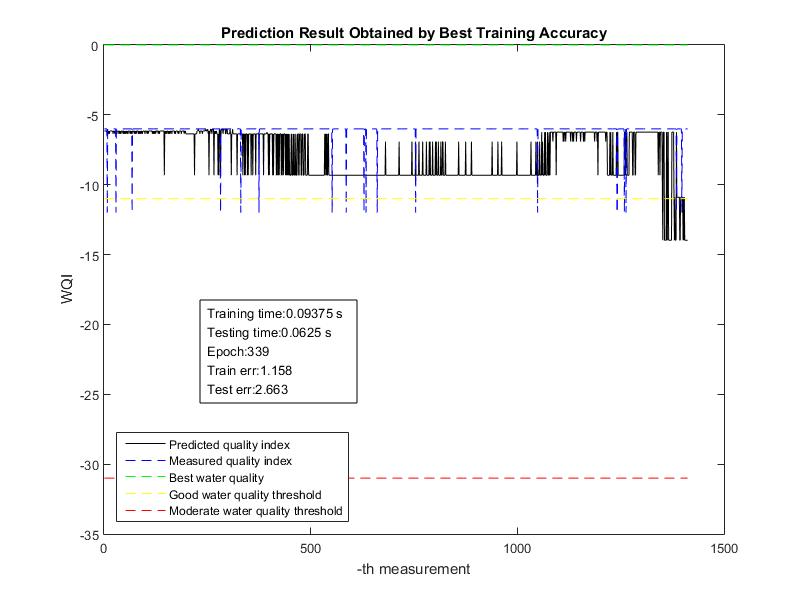 Prediction Result Obtained by Best Training Accuracy
0
-5
-10
-15
-20
-25
-30
-35
WQI
Training time:0.09375 s
Testing time:0.0625 s
Epoch:339
Train err:1.158
Test err:2.663
Predicted quality index
Measured quality index
Best water quality
Good water quality threshold
Moderate water quality threshold
0 500 1000 1500
-th measurement